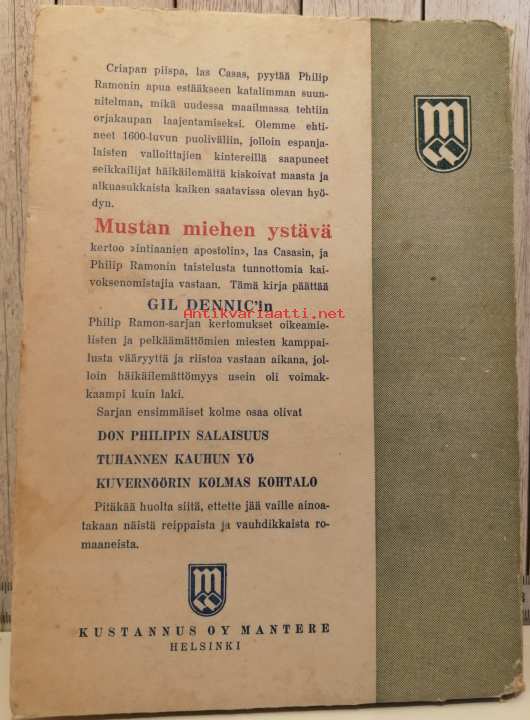 Criapan piispa, las Casas, pyytää Philip
Ramonin apua estääkseen katalimman suun-
nitelman, mikä uudessa maailmassa tehtiin
orjakaupan laajentamiseksi. Olemme ehti-
neet 1600-luvun puoliväliin, jolloin espanja-
laisten valloittajien kintereillä saapuneet
seikkailijat häikäilemättä kiskoivat maasta ja
alkuasukkaista kaiken saatavissa olevan hyö-
dyn.
Mustan miehen ystävä
kertoo »intiaanien apostolin», las Casasin, ja
Philip Ramonin taistelusta tunnottomia kai-
voksenomistajia vastaan. Tämä kirja päättää
GIL DENNIC'in
Antikvariaatti.net
Philip Ramon-sarjan kertomukset oikeamie-
listen ja pelkäämättömien miesten kamppai-
lusta vääryyttä ja riistoa vastaan aikana, jol-
loin häikäilemättömyys usein oli voimak-
kaampi kuin laki.
Sarjan ensimmäiset kolme osaa olivat
DON PHILIPIN SALAISUUS
TUHANNEN KAUHUN YÖ
KUVERNÖÖRIN KOLMAS KOHTALO
Pitäkää huolta siitä, ettette jää vaille ainoa-
takaan näistä reippaista ja vauhdikkaista ro-
maaneista.
KUSTANNUS OY MANTERE
HELSINKI